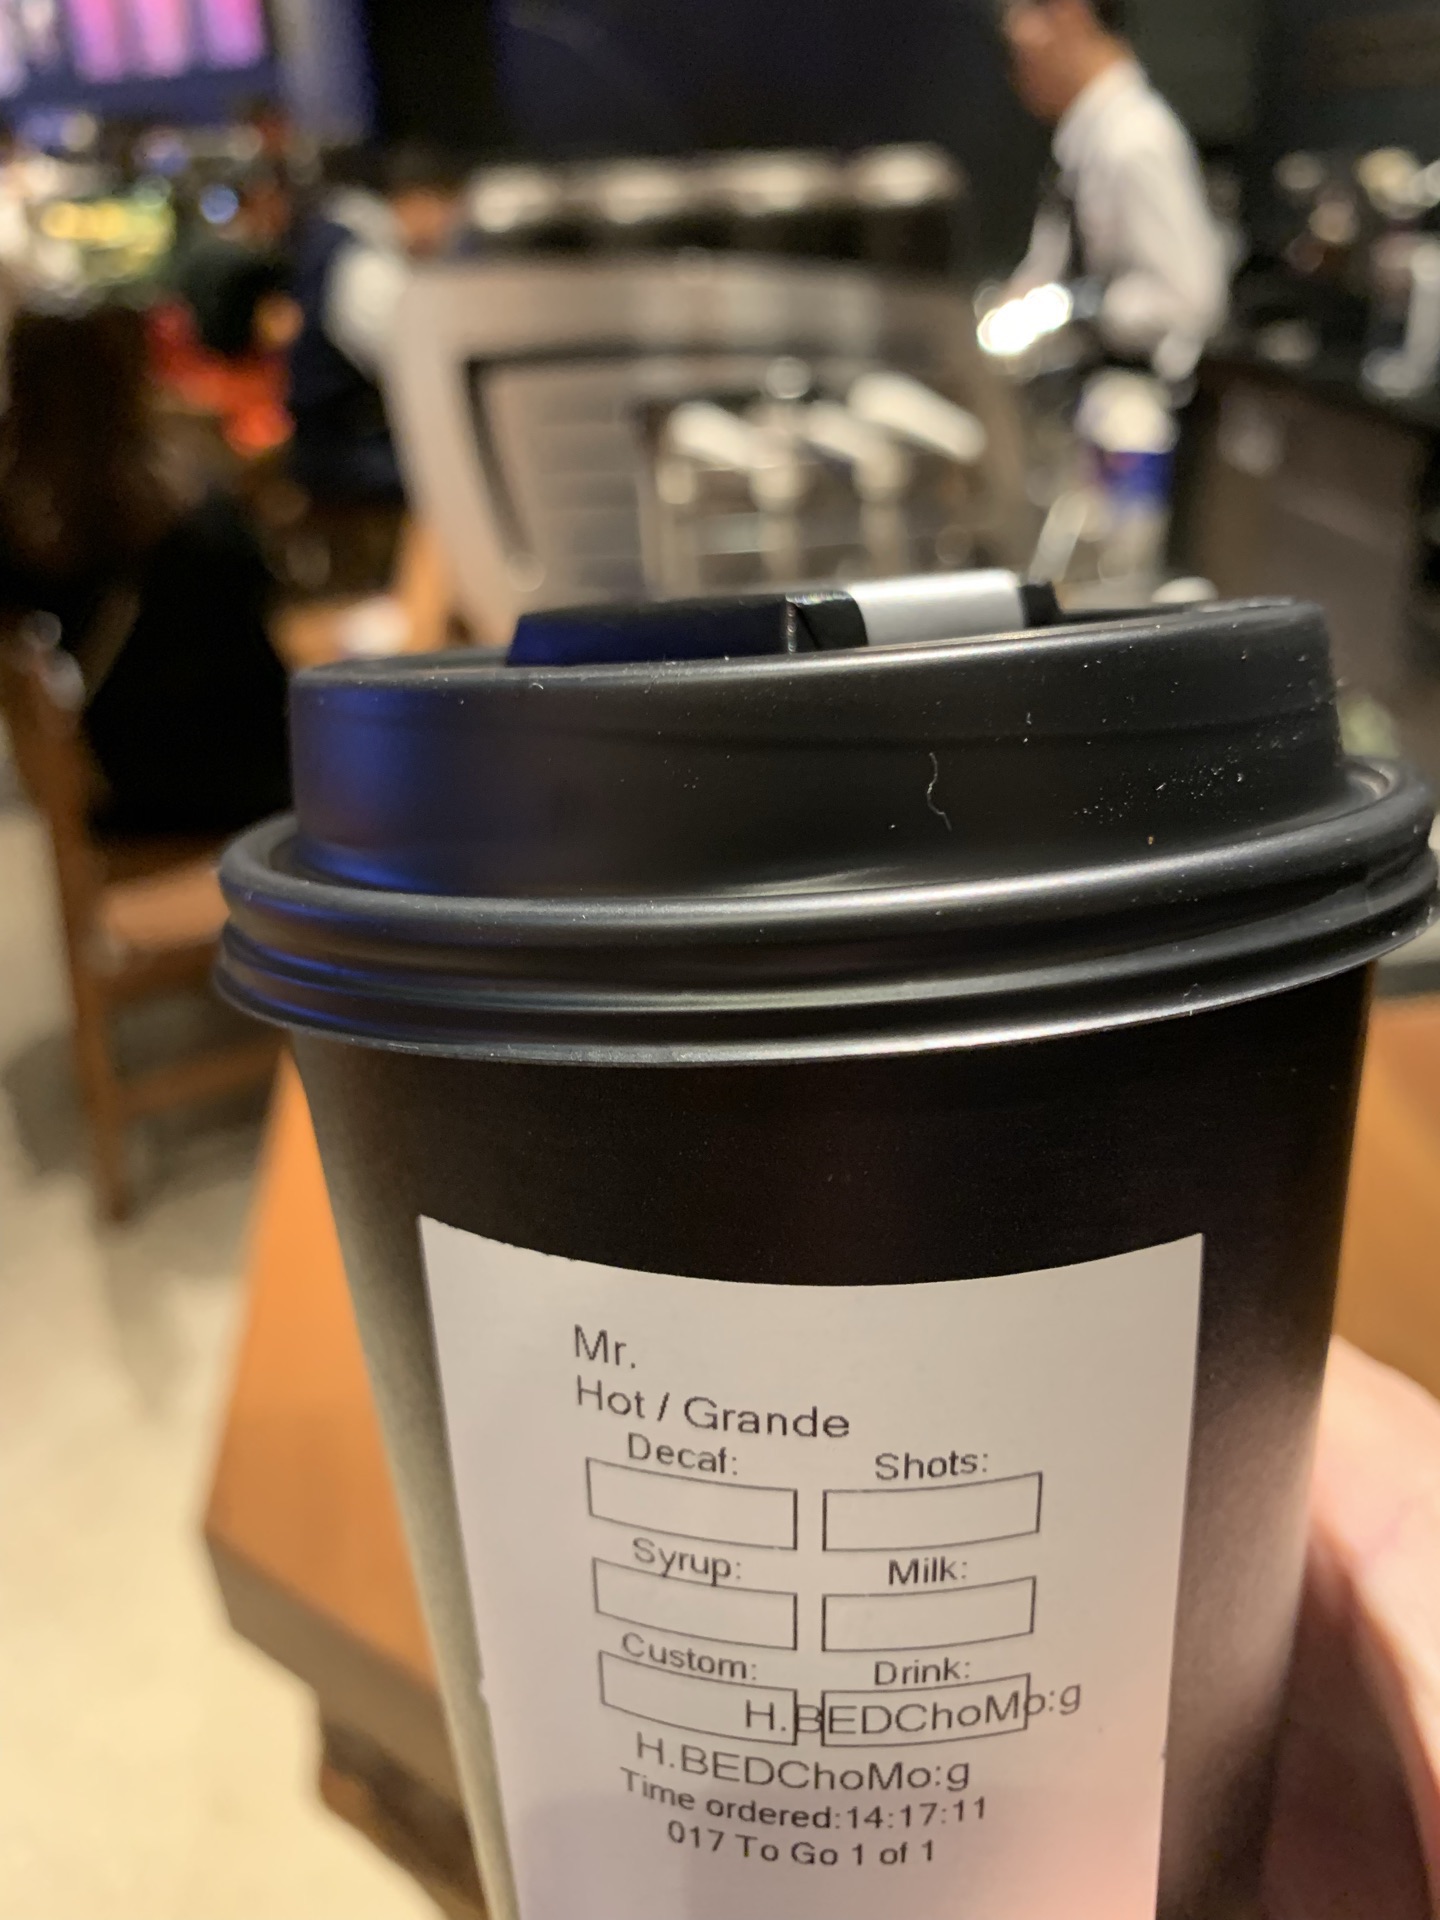 Mr.
Hot / Grande
Decaf: Shots:
Syrup: Milk:
Custom: Drink:
H.BEDChoMo:g
H.BEDChoMo:g
Time ordered:14:17:11
017 To Go 1 of 1